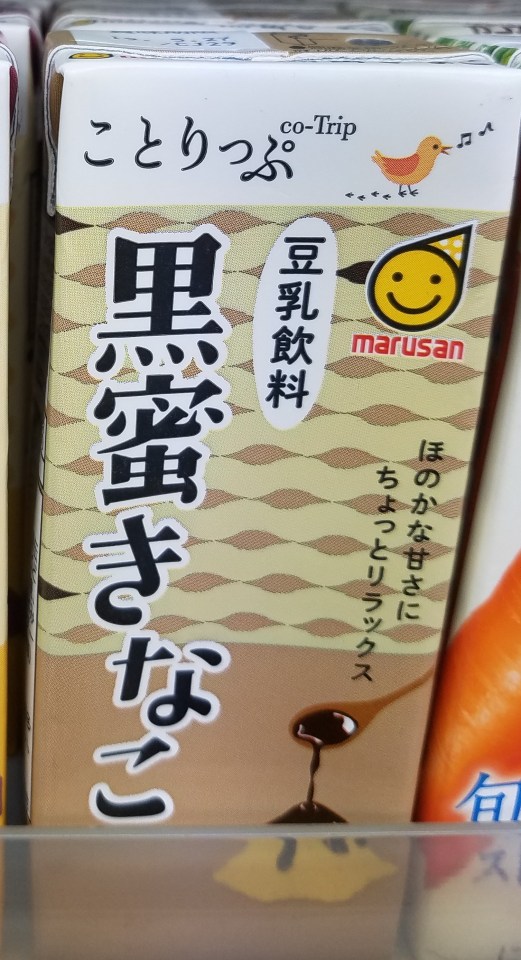 ことりっぷ
co-Trip
豆乳飲料
marusan
黒蜜きなこ
ほのかな甘さに
ちょっとリラックス
旬